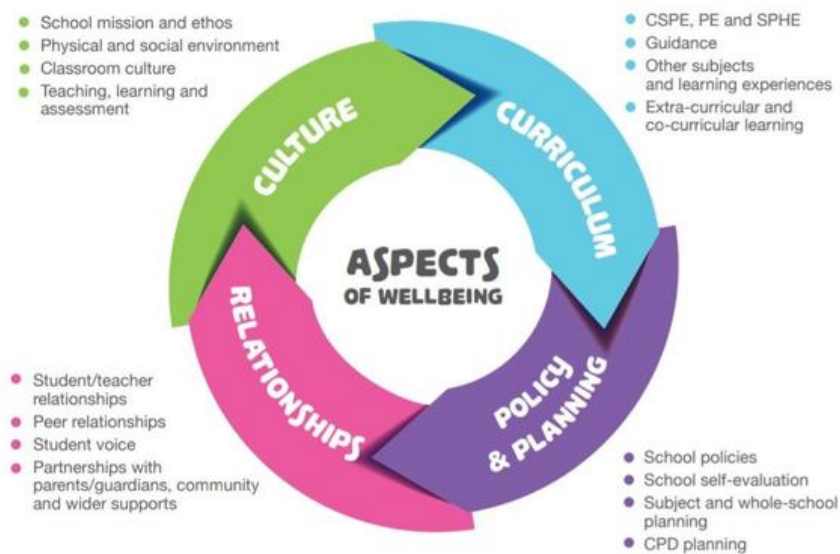 School mission and ethos
Physical and social environment
Classroom culture
Teaching, learning and
assessment
CSPE, PE and SPHE
Guidance
Other subjects
and learning experiences
Extra-curricular and
co-curricular learning
CULTURE
CURRICULUM
ASPECTS
OF WELLBEING
RELATIONSHIPS
POLICY
& PLANNING
Student/teacher
relationships
Peer relationships
Student voice
Partnerships with
parents/guardians, community
and wider supports
School policies
School self-evaluation
Subject and whole-school
planning
CPD planning